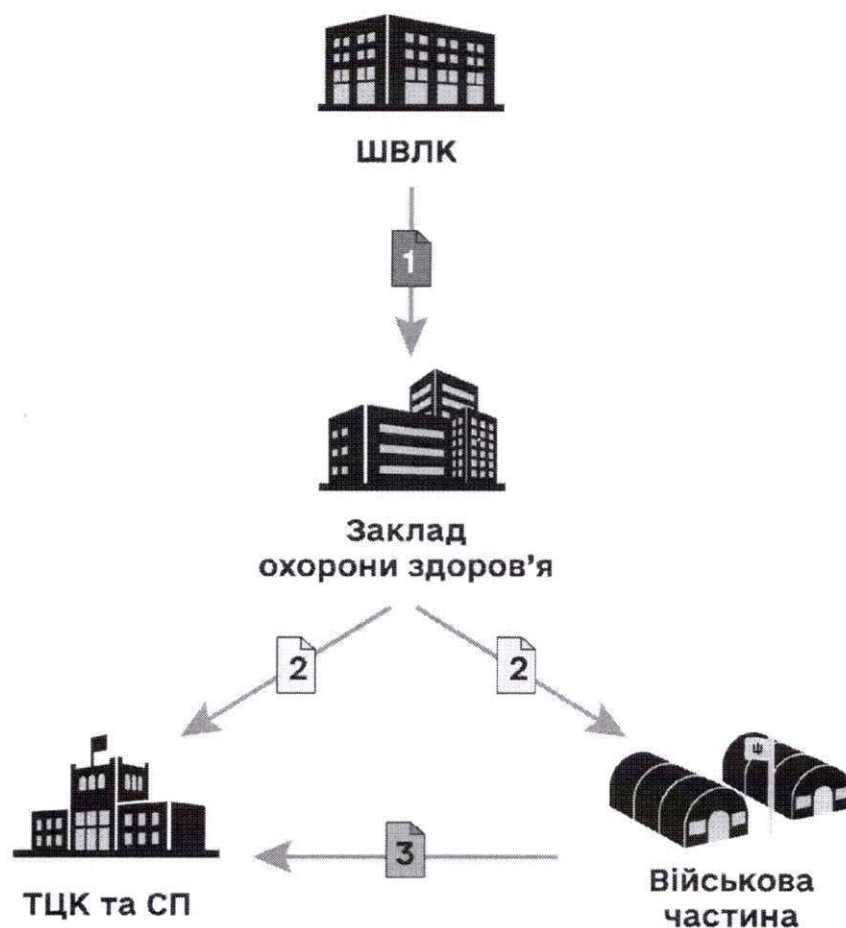 ШВЛК
1
Заклад
охорони здоров’я
2
2
3
ТЦК та СП
Військова
частина